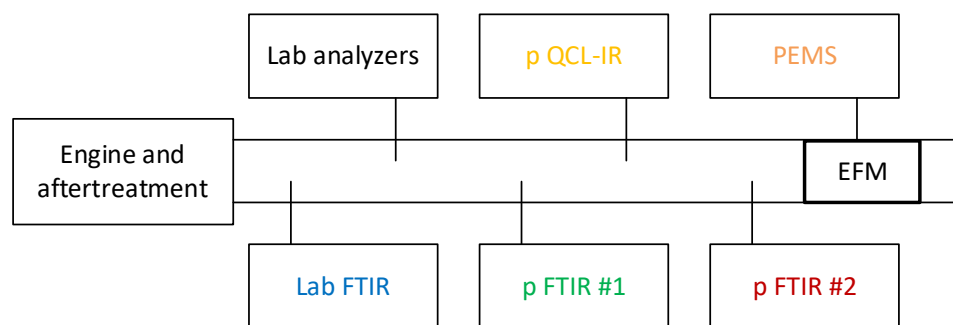 Lab analyzers
p QCL-IR
PEMS
Engine and
aftertreatment
EFM
Lab FTIR
p FTIR #1
p FTIR #2